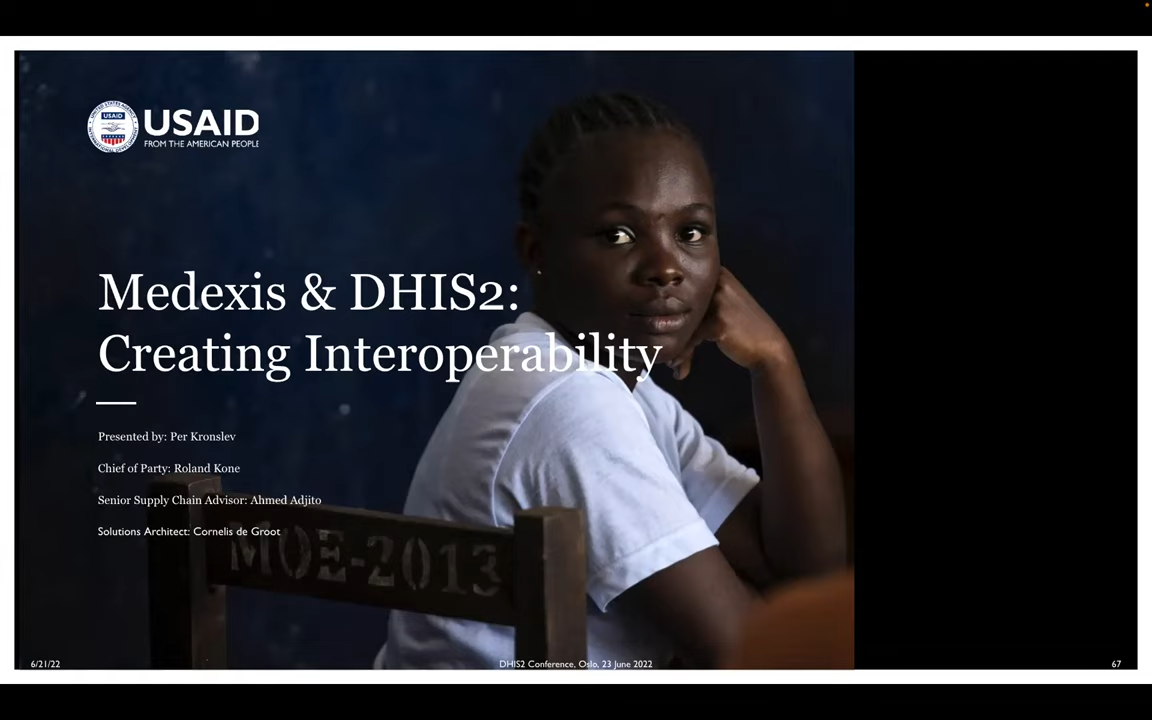 USAID
USAID
FROM THE AMERICAN PEOPLE
Medexis & DHIS2:
Creating Interoperability
Presented by: Per Kronslev
Chief of Party: Roland Kone
Senior Supply Chain Advisor: Ahmed Adjito
Solutions Architect: Cornelis de Groot
MOE-2013
6/21/22
DHIS2 Conference, Oslo, 23 June 2022
67